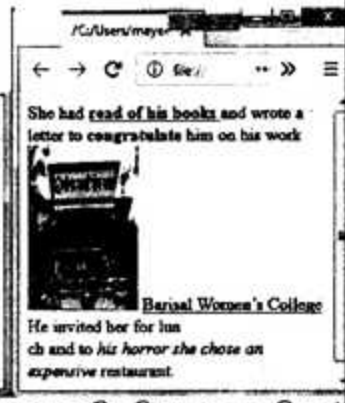 /C:/Users/mayer
file:/
She had read of his books and wrote a
letter to congratulate him on his work
Barisal Women's College
He invited her for lun
ch and to his horror she chose an
expensive restaurant.